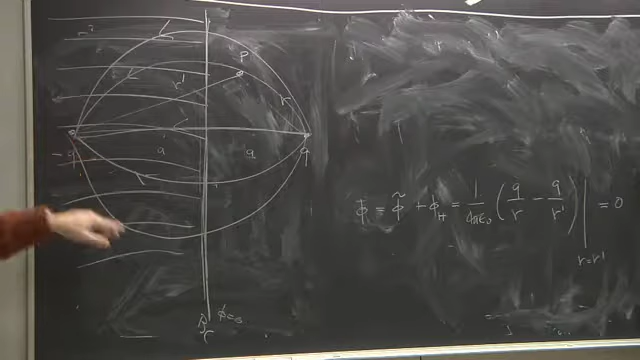 P
r'
r
-q a a q
Φ = Φ̃ + Φ_H = 1/4πε₀ (q/r − q/r') |_{r=r'} = 0
Φ=0